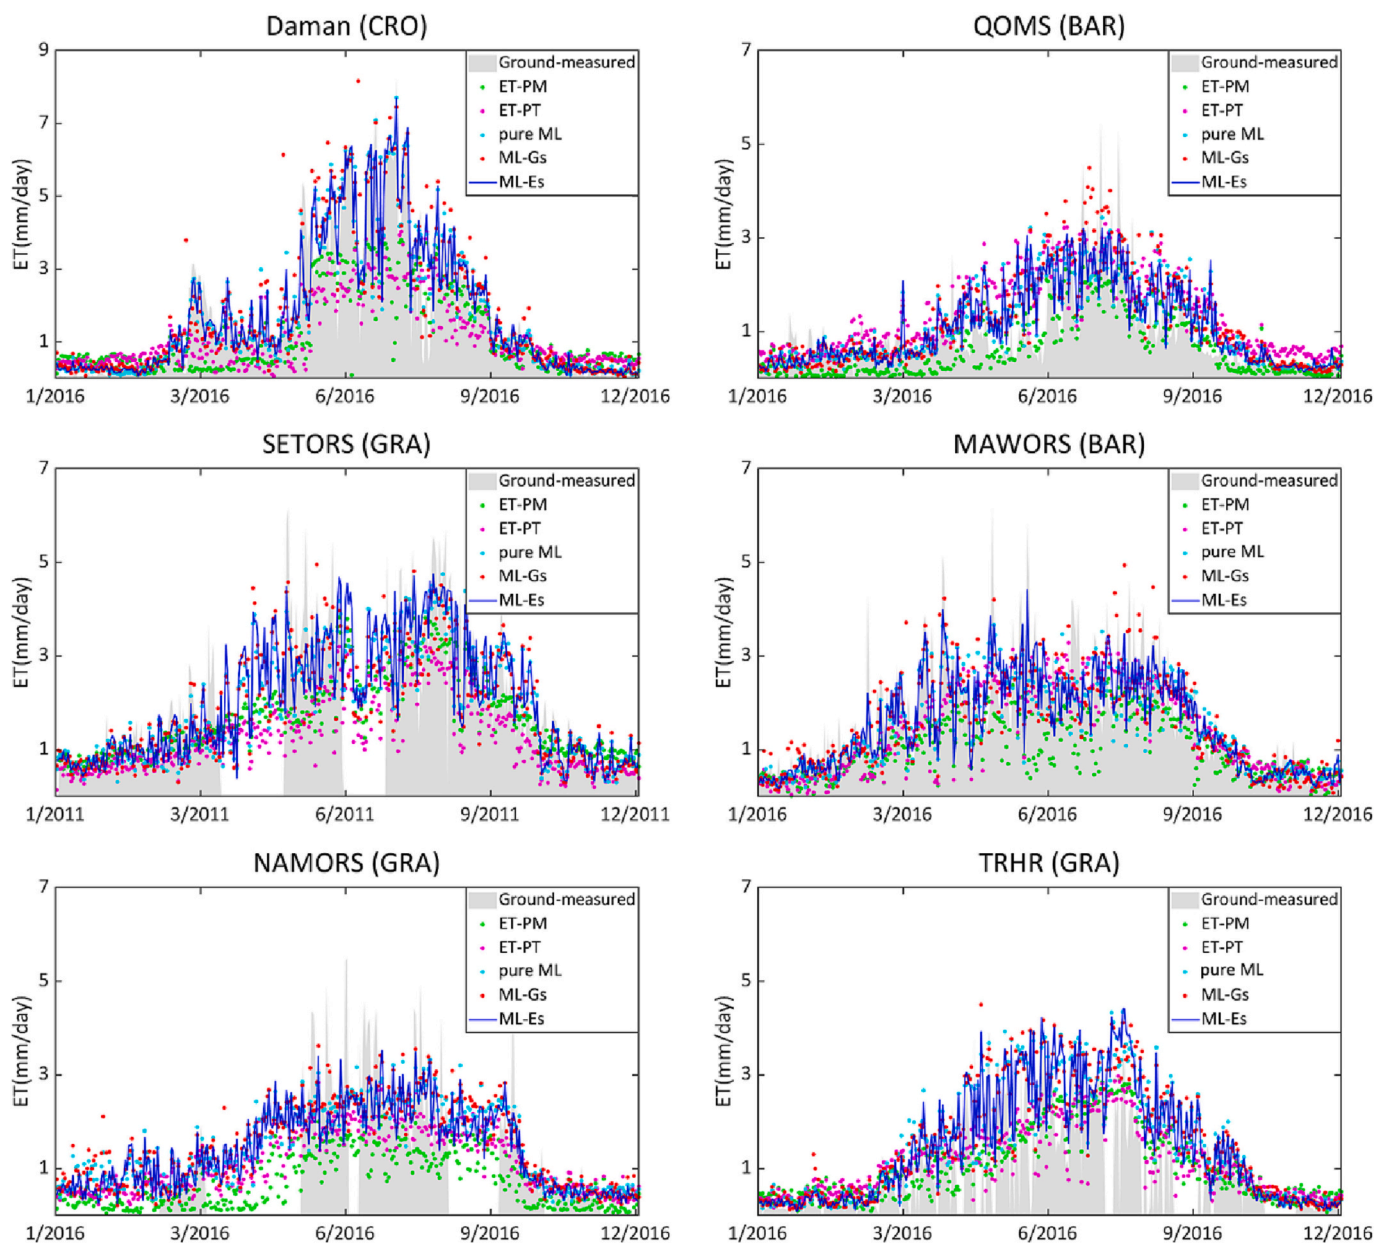 Daman (CRO)
9
7
5
3
1
ET(mm/day)
Ground-measured
ET-PM
ET-PT
pure ML
ML-Gs
ML-Es
1/2016 3/2016 6/2016 9/2016 12/2016
QOMS (BAR)
7
5
3
1
ET(mm/day)
Ground-measured
ET-PM
ET-PT
pure ML
ML-Gs
ML-Es
1/2016 3/2016 6/2016 9/2016 12/2016
SETORS (GRA)
7
5
3
1
ET(mm/day)
Ground-measured
ET-PM
ET-PT
pure ML
ML-Gs
ML-Es
1/2011 3/2011 6/2011 9/2011 12/2011
MAWORS (BAR)
7
5
3
1
ET(mm/day)
Ground-measured
ET-PM
ET-PT
pure ML
ML-Gs
ML-Es
1/2016 3/2016 6/2016 9/2016 12/2016
NAMORS (GRA)
7
5
3
1
ET(mm/day)
Ground-measured
ET-PM
ET-PT
pure ML
ML-Gs
ML-Es
1/2016 3/2016 6/2016 9/2016 12/2016
TRHR (GRA)
7
5
3
1
ET(mm/day)
Ground-measured
ET-PM
ET-PT
pure ML
ML-Gs
ML-Es
1/2016 3/2016 6/2016 9/2016 12/2016